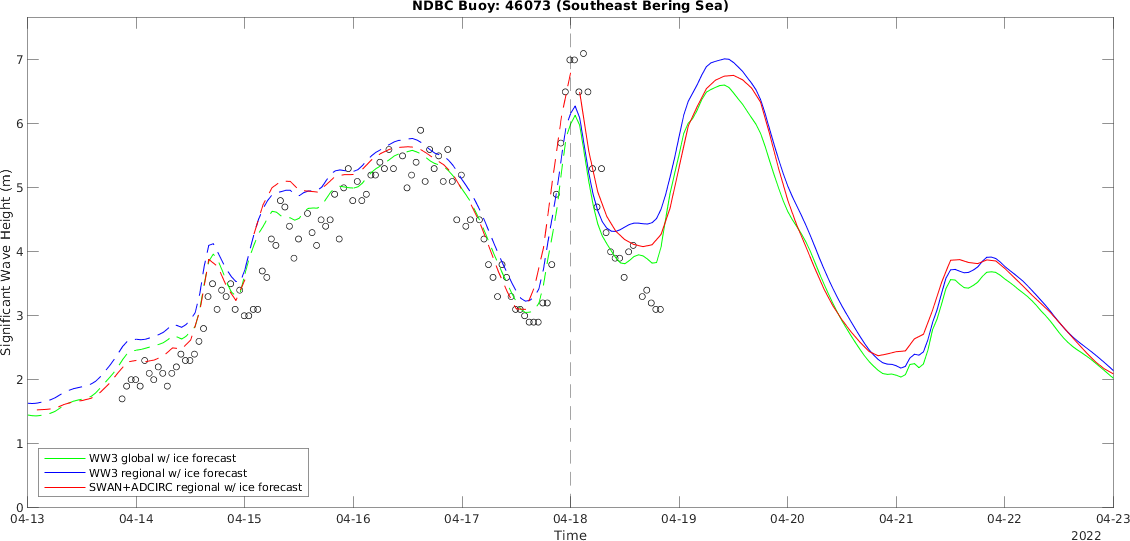 NDBC Buoy: 46073 (Southeast Bering Sea)
Significant Wave Height (m)
7
6
5
4
3
2
1
0
WW3 global w/ ice forecast
WW3 regional w/ ice forecast
SWAN+ADCIRC regional w/ ice forecast
04-13 04-14 04-15 04-16 04-17 04-18 04-19 04-20 04-21 04-22 04-23
Time
2022